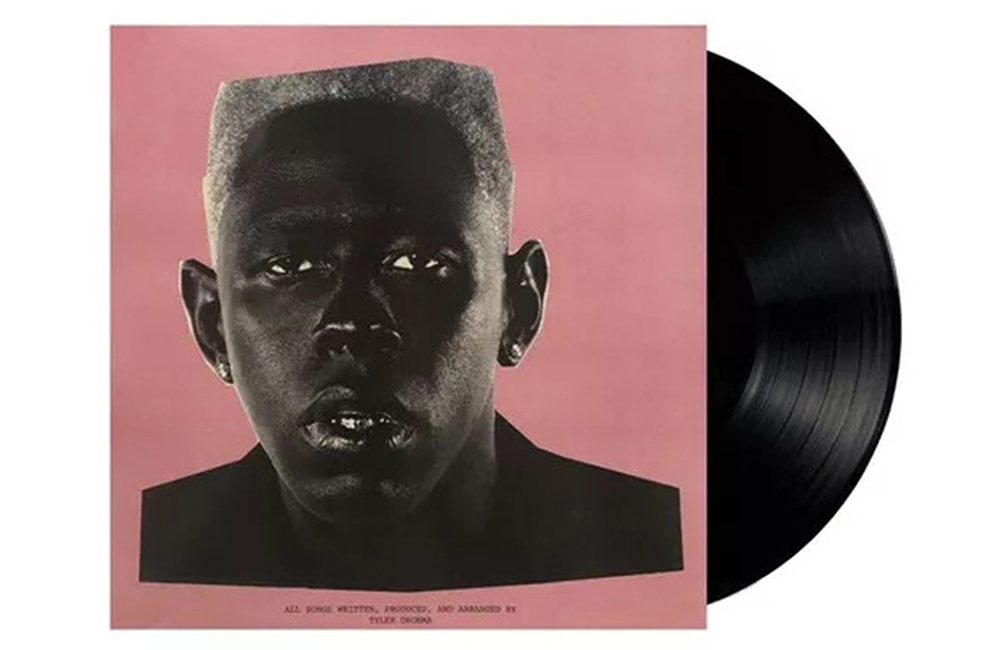 ALL SONGS WRITTEN, PRODUCED, AND ARRANGED BY
TYLER OKONMA